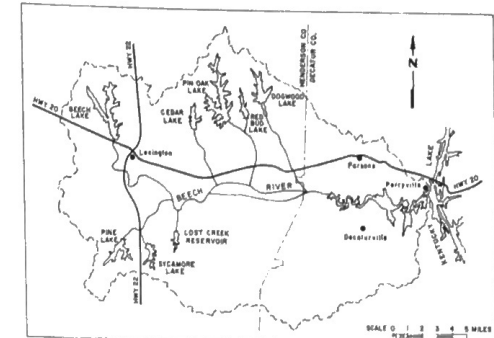 HWY 22
HENDERSON CO.
DECATUR CO.
N
PIN OAK
LAKE
DOGWOOD
LAKE
BEECH
LAKE
CEDAR
LAKE
RED
BUD
LAKE
HWY 20
Lexington
Parsons
LAKE
Perryville
HWY 20
BEECH
RIVER
KENTUCKY
PINE
LAKE
LOST CREEK
RESERVOIR
Decaturville
SYCAMORE
LAKE
HWY 22
SCALE 0 1 2 3 4 5 MILES